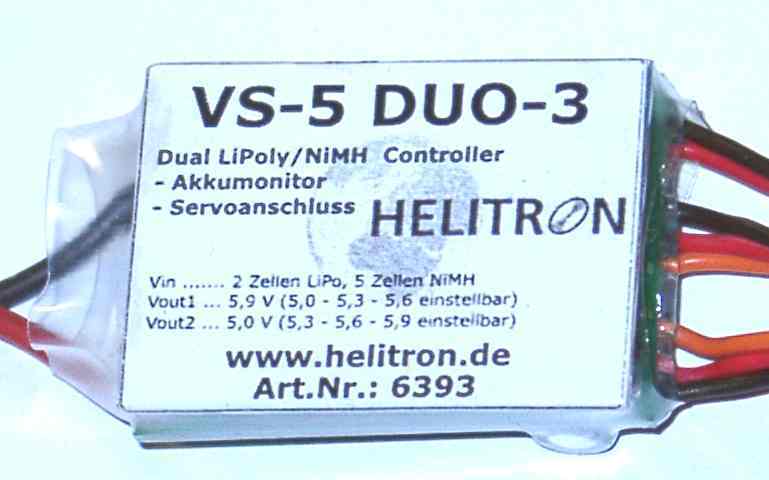 VS-5 DUO-3
Dual LiPoly/NiMH Controller
- Akkumonitor
- Servoanschluss
HELITRON
Vin ....... 2 Zellen LiPo, 5 Zellen NiMH
Vout1 ... 5,9 V (5,0 - 5,3 - 5,6 einstellbar)
Vout2 ... 5,0 V (5,3 - 5,6 - 5,9 einstellbar)
www.helitron.de
Art.Nr.: 6393